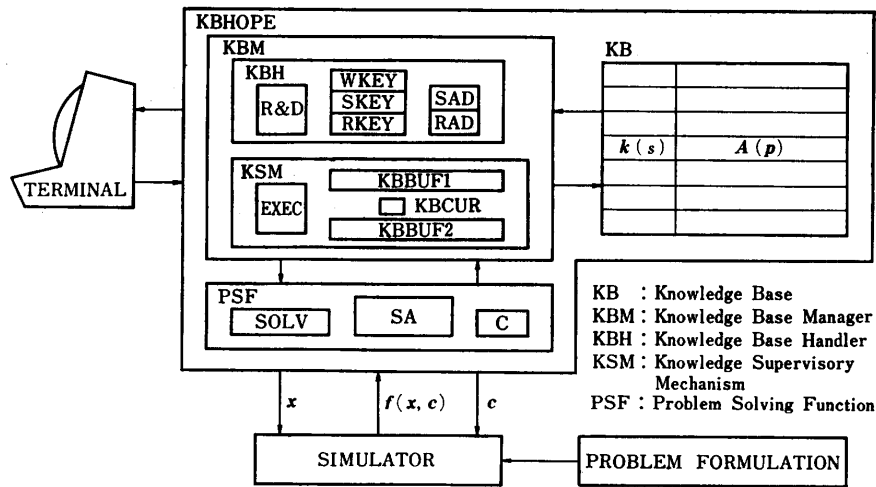 KBHOPE
KBM
KB
KBH
WKEY
R&D
SKEY
SAD
RKEY
RAD
k(s)
A(p)
TERMINAL
KSM
KBBUF1
EXEC
KBCUR
KBBUF2
PSF
SOLV
SA
C
KB : Knowledge Base
KBM : Knowledge Base Manager
KBH : Knowledge Base Handler
KSM : Knowledge Supervisory
Mechanism
PSF : Problem Solving Function
x
f(x, c)
c
SIMULATOR
PROBLEM FORMULATION